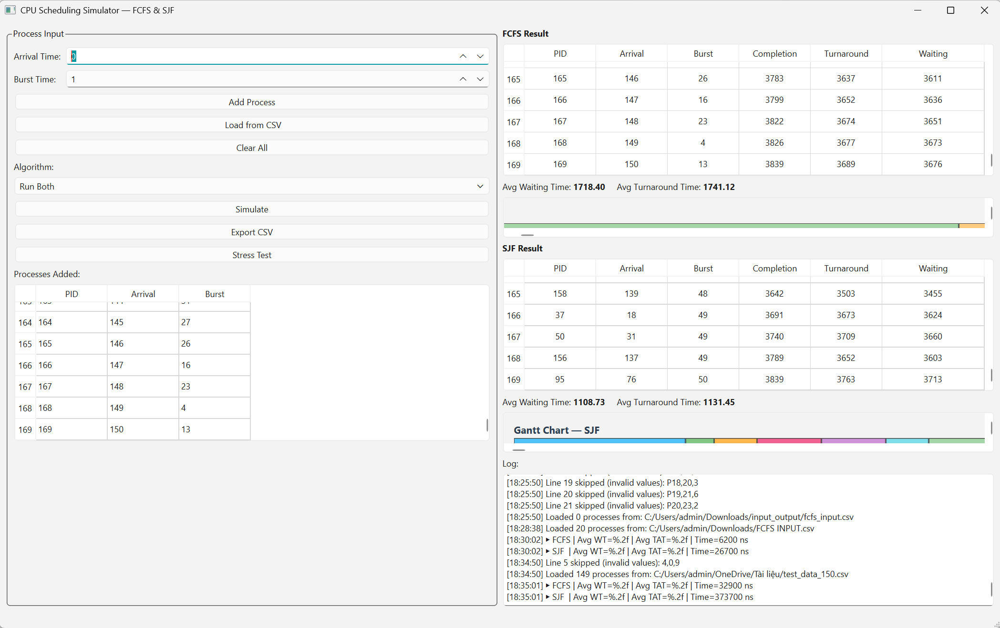 CPU Scheduling Simulator — FCFS & SJF
Process Input
Arrival Time: 0
Burst Time: 1
Add Process
Load from CSV
Clear All
Algorithm:
Run Both
Simulate
Export CSV
Stress Test
Processes Added:
PID Arrival Burst
164 164 145 27
165 165 146 26
166 166 147 16
167 167 148 23
168 168 149 4
169 169 150 13
FCFS Result
PID Arrival Burst Completion Turnaround Waiting
165 165 146 26 3783 3637 3611
166 166 147 16 3799 3652 3636
167 167 148 23 3822 3674 3651
168 168 149 4 3826 3677 3673
169 169 150 13 3839 3689 3676
Avg Waiting Time: 1718.40 Avg Turnaround Time: 1741.12
SJF Result
PID Arrival Burst Completion Turnaround Waiting
165 158 139 48 3642 3503 3455
166 37 18 49 3691 3673 3624
167 50 31 49 3740 3709 3660
168 156 137 49 3789 3652 3603
169 95 76 50 3839 3763 3713
Avg Waiting Time: 1108.73 Avg Turnaround Time: 1131.45
Gantt Chart — SJF
Log:
[18:25:50] Line 19 skipped (invalid values): P18,20,3
[18:25:50] Line 20 skipped (invalid values): P19,21,6
[18:25:50] Line 21 skipped (invalid values): P20,23,2
[18:25:50] Loaded 0 processes from: C:/Users/admin/Downloads/input_output/fcfs_input.csv
[18:28:38] Loaded 20 processes from: C:/Users/admin/Downloads/FCFS INPUT.csv
[18:30:02] ▶ FCFS | Avg WT=%.2f | Avg TAT=%.2f | Time=6200 ns
[18:30:02] ▶ SJF | Avg WT=%.2f | Avg TAT=%.2f | Time=26700 ns
[18:34:50] Line 5 skipped (invalid values): 4,0,9
[18:34:50] Loaded 149 processes from: C:/Users/admin/OneDrive/Tài liệu/test_data_150.csv
[18:35:01] ▶ FCFS | Avg WT=%.2f | Avg TAT=%.2f | Time=32900 ns
[18:35:01] ▶ SJF | Avg WT=%.2f | Avg TAT=%.2f | Time=373700 ns